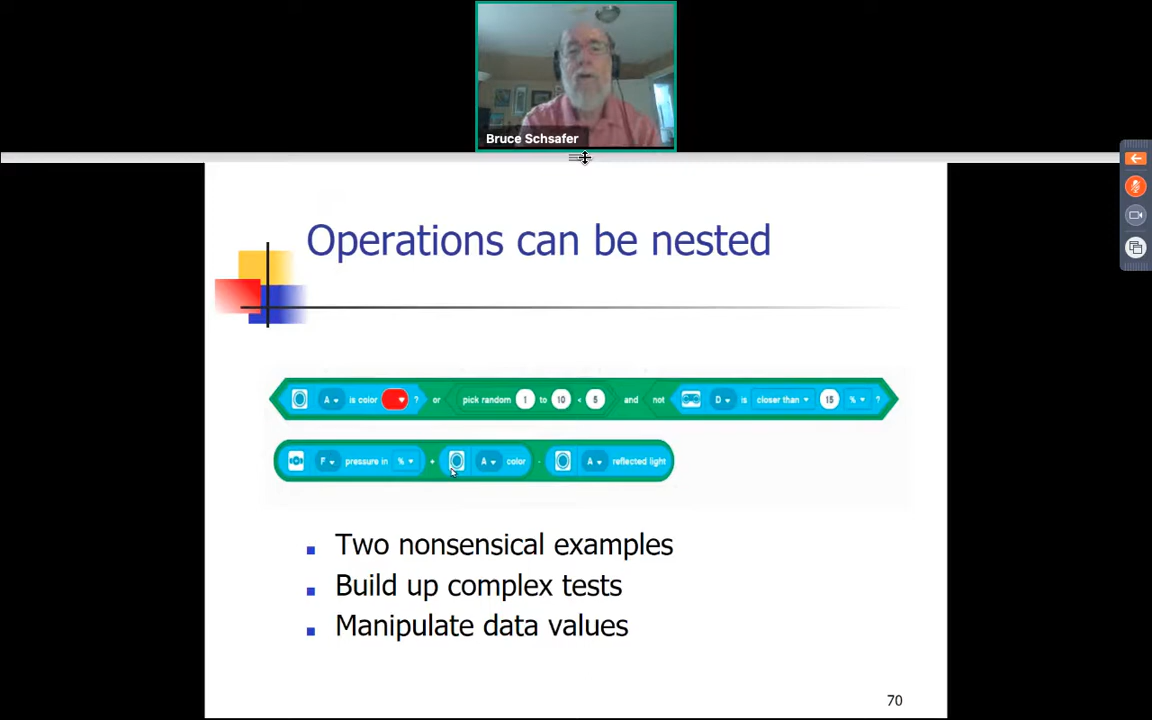 Bruce Schsafer
Operations can be nested
A is color ? or pick random 1 to 10 < 5 and not D is closer than 15 % ?
F pressure in % + A color - A reflected light
Two nonsensical examples
Build up complex tests
Manipulate data values
70